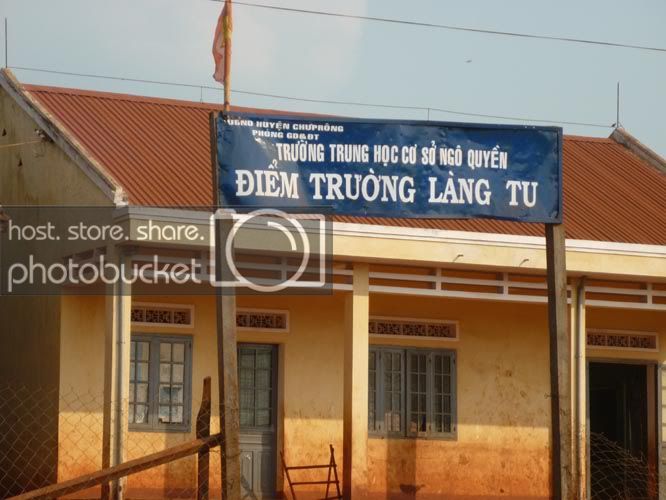 UBND HUYỆN CHƯPRÔNG
PHÒNG GD&ĐT
TRƯỜNG TRUNG HỌC CƠ SỞ NGÔ QUYỀN
ĐIỂM TRƯỜNG LÀNG TU
host. store. share.
photobucket